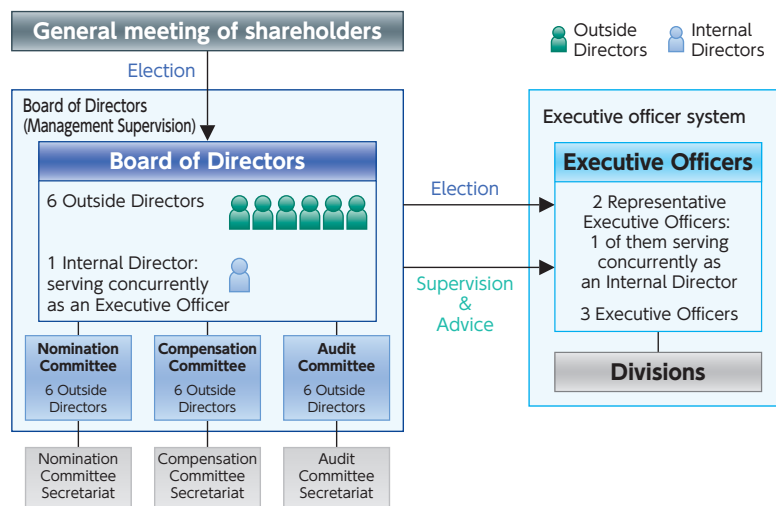 General meeting of shareholders
Outside
Directors
Internal
Directors
Election
Board of Directors
(Management Supervision)
Board of Directors
6 Outside Directors
1 Internal Director:
serving concurrently
as an Executive Officer
Nomination
Committee
6 Outside
Directors
Compensation
Committee
6 Outside
Directors
Audit
Committee
6 Outside
Directors
Nomination
Committee
Secretariat
Compensation
Committee
Secretariat
Audit
Committee
Secretariat
Election
Supervision
&
Advice
Executive officer system
Executive Officers
2 Representative
Executive Officers:
1 of them serving
concurrently as
an Internal Director
3 Executive Officers
Divisions